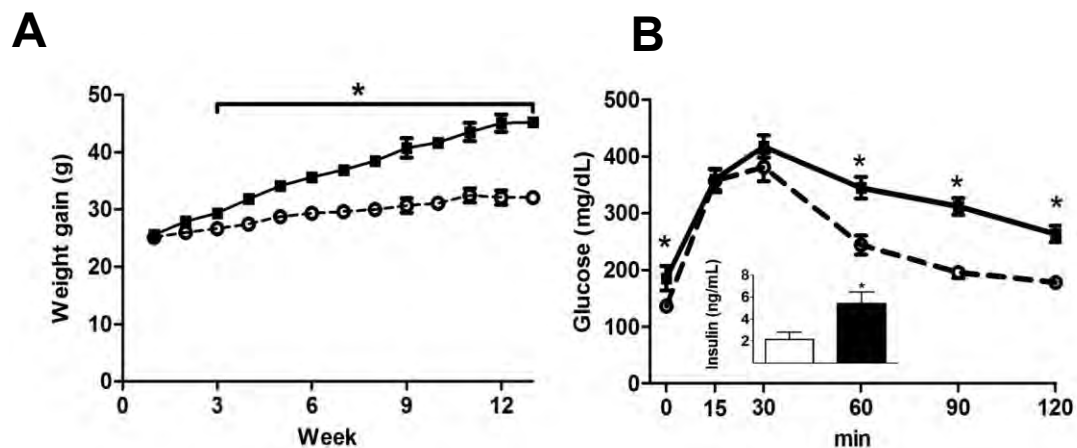 A
Weight gain (g)
50
40
30
20
10
0
*
0 3 6 9 12
Week
B
Glucose (mg/dL)
500
400
300
200
100
0
*
*
*
*
Insulin (ng/mL)
8
6
4
2
*
0 15 30 60 90 120
min